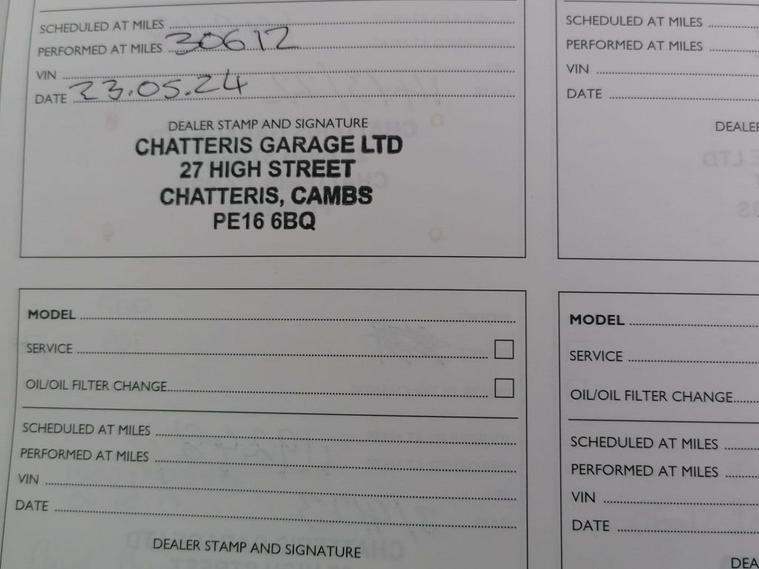 SCHEDULED AT MILES
PERFORMED AT MILES 30612
VIN
DATE 23.05.24
DEALER STAMP AND SIGNATURE
CHATTERIS GARAGE LTD
27 HIGH STREET
CHATTERIS, CAMBS
PE16 6BQ
SCHEDULED AT MILES
PERFORMED AT MILES
VIN
DATE
DEALER
MODEL
SERVICE
OIL/OIL FILTER CHANGE
SCHEDULED AT MILES
PERFORMED AT MILES
VIN
DATE
DEALER STAMP AND SIGNATURE
MODEL
SERVICE
OIL/OIL FILTER CHANGE
SCHEDULED AT MILES
PERFORMED AT MILES
VIN
DATE
DEA